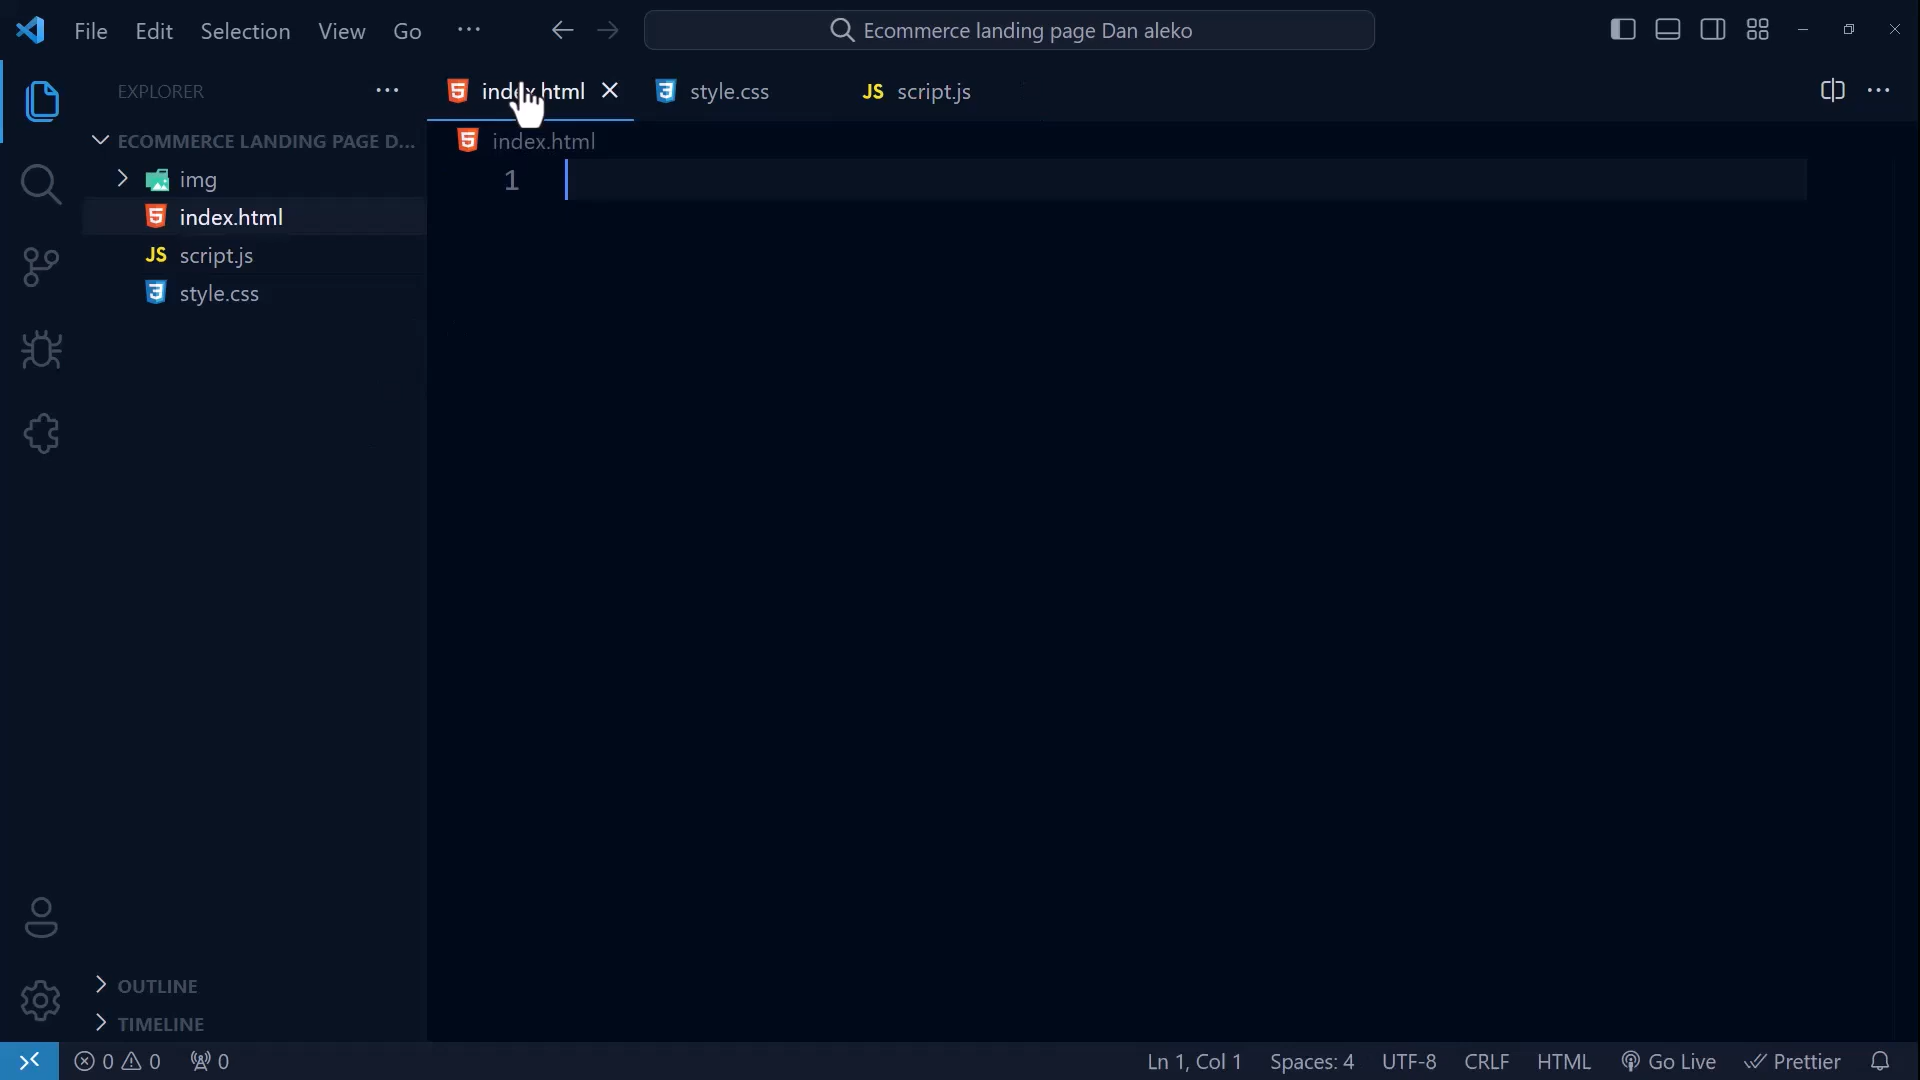 File Edit Selection View Go ··· Ecommerce landing page Dan aleko
EXPLORER ···
ECOMMERCE LANDING PAGE D...
img
index.html
JS script.js
style.css
OUTLINE
TIMELINE
index.html style.css JS script.js
index.html
1
0 0 0 Ln 1, Col 1 Spaces: 4 UTF-8 CRLF HTML Go Live Prettier